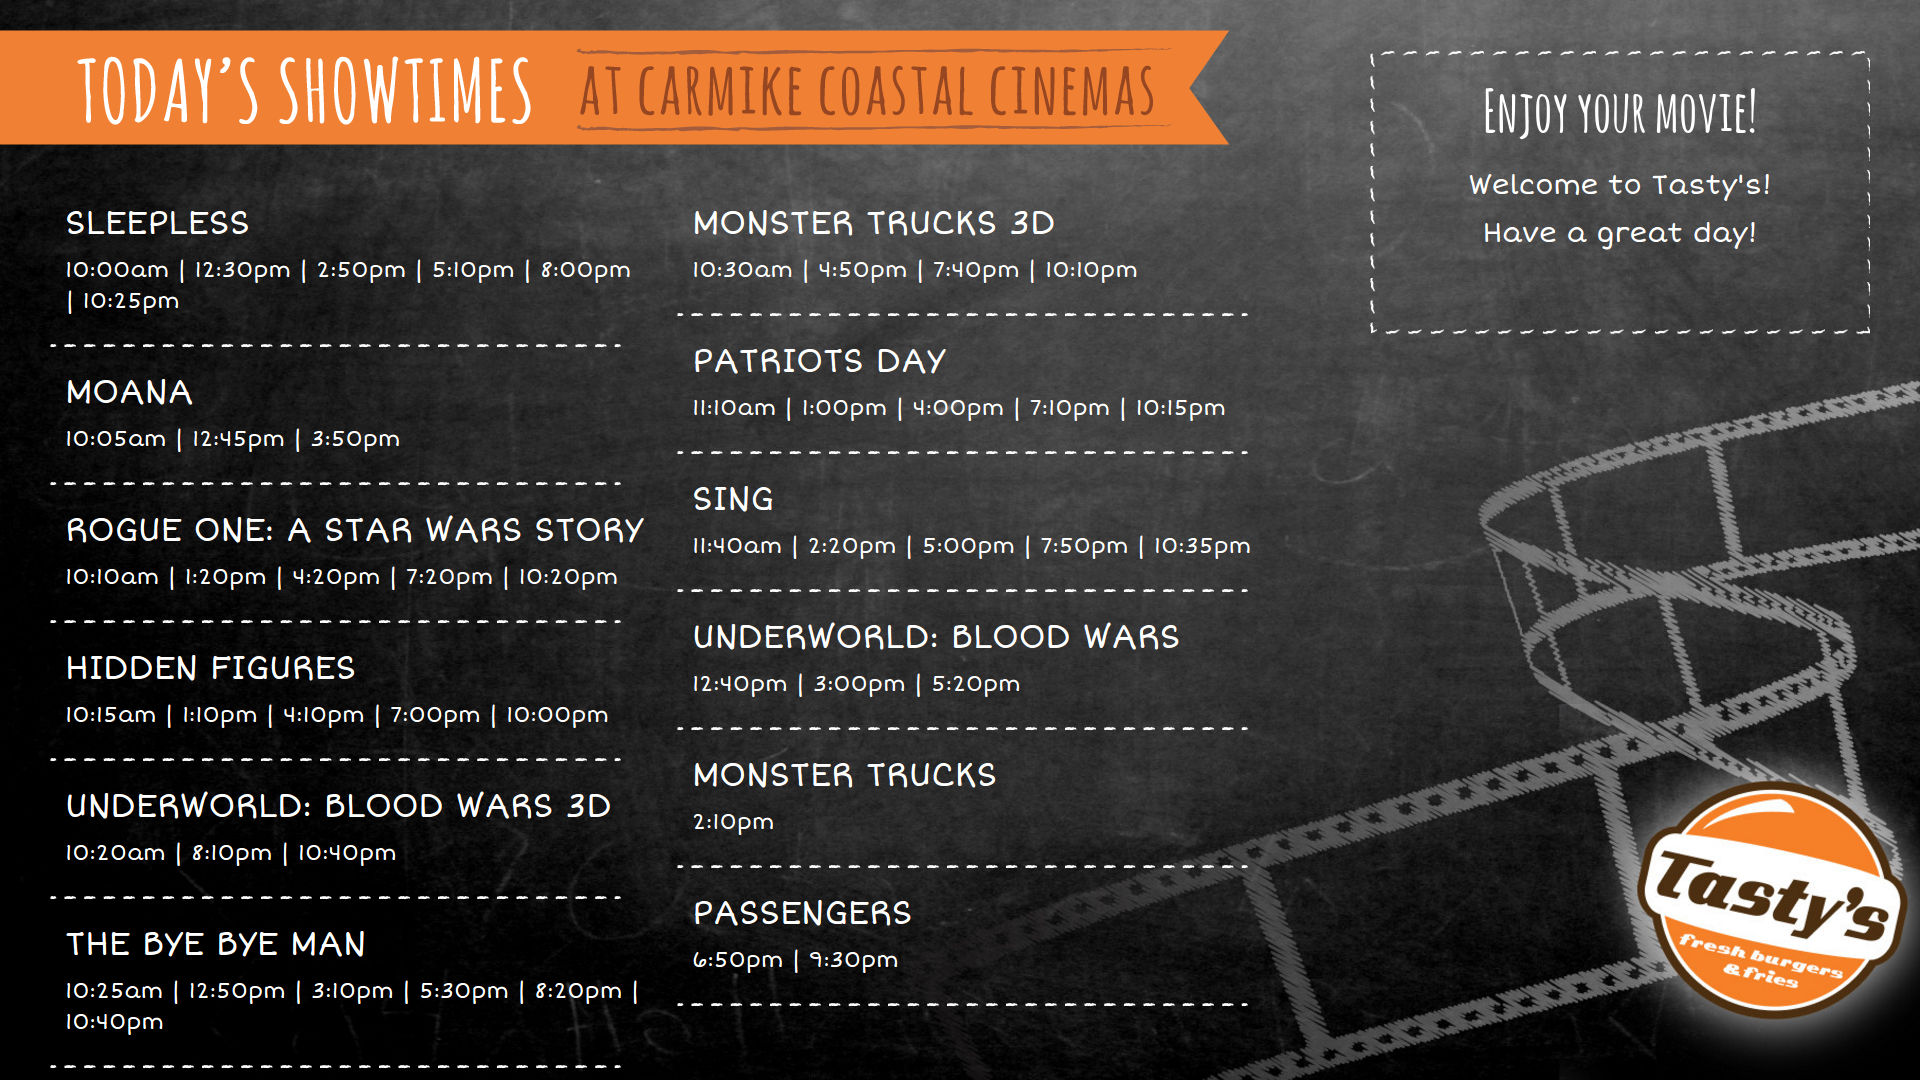 TODAY'S SHOWTIMES AT CARMIKE COASTAL CINEMAS
SLEEPLESS
10:00am | 12:30pm | 2:50pm | 5:10pm | 8:00pm
| 10:25pm
MOANA
10:05am | 12:45pm | 3:50pm
ROGUE ONE: A STAR WARS STORY
10:10am | 1:20pm | 4:20pm | 7:20pm | 10:20pm
HIDDEN FIGURES
10:15am | 1:10pm | 4:10pm | 7:00pm | 10:00pm
UNDERWORLD: BLOOD WARS 3D
10:20am | 8:10pm | 10:40pm
THE BYE BYE MAN
10:25am | 12:50pm | 3:10pm | 5:30pm | 8:20pm |
10:40pm
MONSTER TRUCKS 3D
10:30am | 4:50pm | 7:40pm | 10:10pm
PATRIOTS DAY
11:10am | 1:00pm | 4:00pm | 7:10pm | 10:15pm
SING
11:40am | 2:20pm | 5:00pm | 7:50pm | 10:35pm
UNDERWORLD: BLOOD WARS
12:40pm | 3:00pm | 5:20pm
MONSTER TRUCKS
2:10pm
PASSENGERS
6:50pm | 9:30pm
ENJOY YOUR MOVIE!
Welcome to Tasty's!
Have a great day!
Tasty's
fresh burgers
& fries